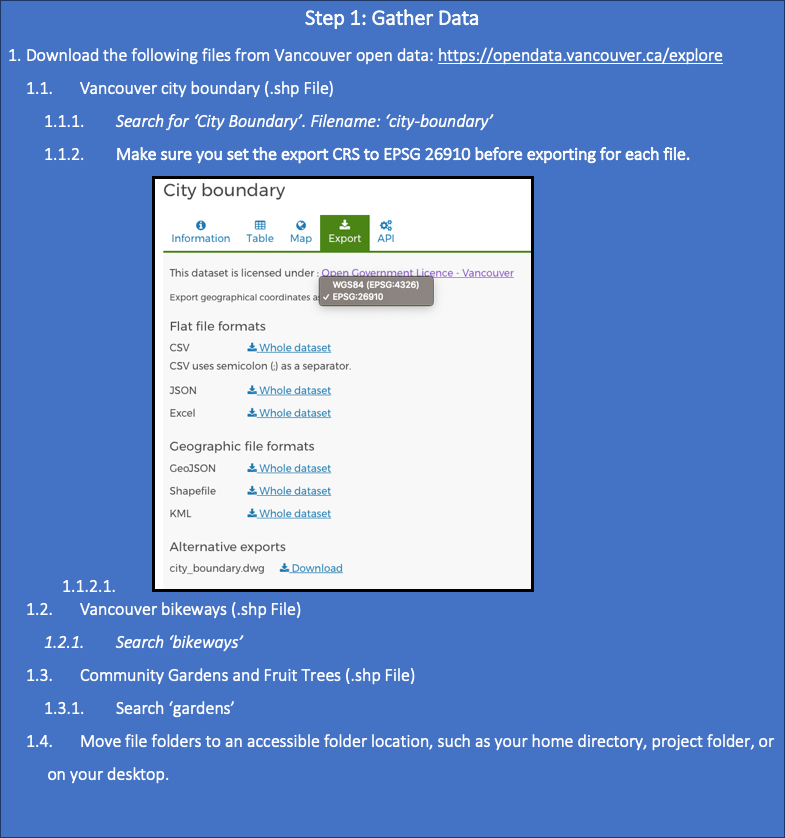 Step 1: Gather Data
1. Download the following files from Vancouver open data: https://opendata.vancouver.ca/explore
1.1. Vancouver city boundary (.shp File)
1.1.1. Search for ‘City Boundary’. Filename: ‘city-boundary’
1.1.2. Make sure you set the export CRS to EPSG 26910 before exporting for each file.
City boundary
Information Table Map Export API
This dataset is licensed under : Open Government Licence - Vancouver
WGS84 (EPSG:4326)
Export geographical coordinates as ✓ EPSG:26910
Flat file formats
CSV Whole dataset
CSV uses semicolon (;) as a separator.
JSON Whole dataset
Excel Whole dataset
Geographic file formats
GeoJSON Whole dataset
Shapefile Whole dataset
KML Whole dataset
Alternative exports
city_boundary.dwg Download
1.1.2.1.
1.2. Vancouver bikeways (.shp File)
1.2.1. Search ‘bikeways’
1.3. Community Gardens and Fruit Trees (.shp File)
1.3.1. Search ‘gardens’
1.4. Move file folders to an accessible folder location, such as your home directory, project folder, or
on your desktop.